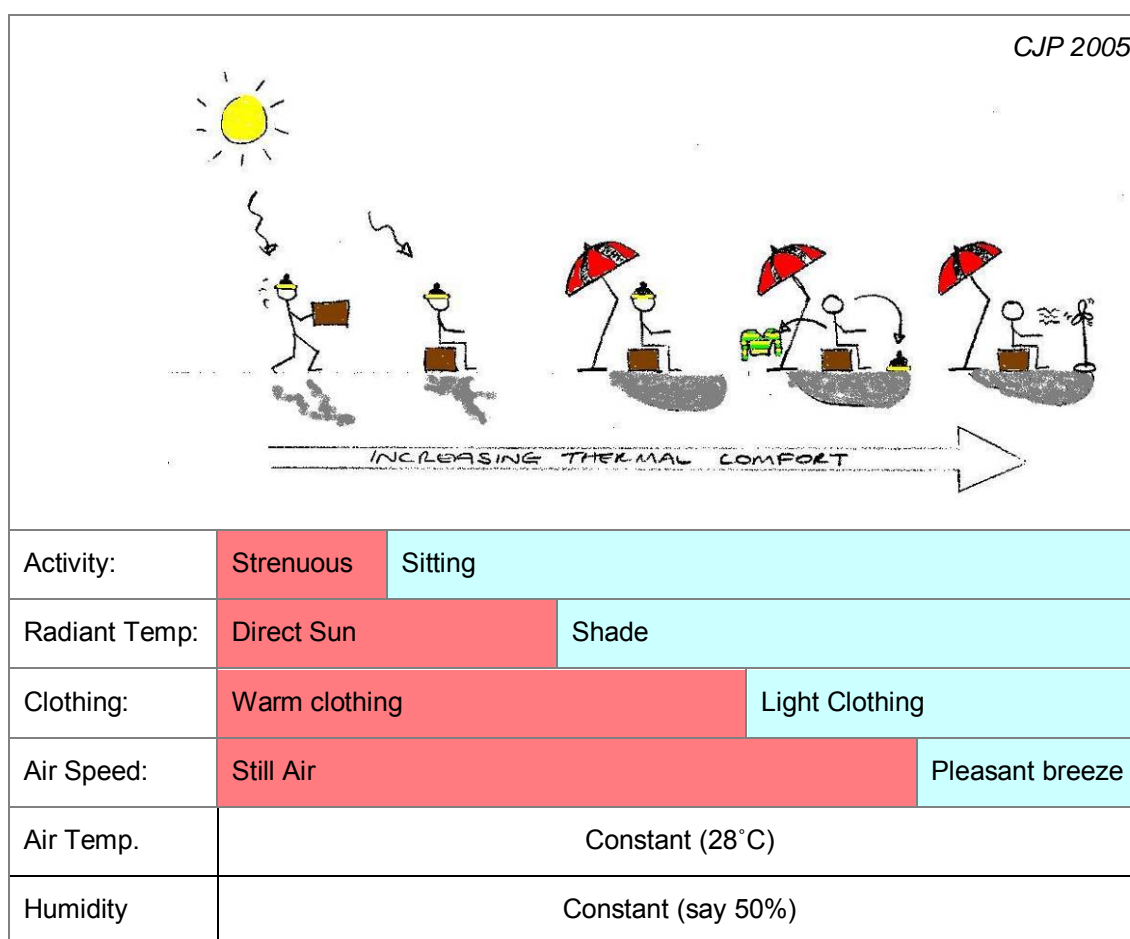 CJP 2005
INCREASING THERMAL COMFORT
Activity: Strenuous Sitting
Radiant Temp: Direct Sun Shade
Clothing: Warm clothing Light Clothing
Air Speed: Still Air Pleasant breeze
Air Temp. Constant (28˚C)
Humidity Constant (say 50%)